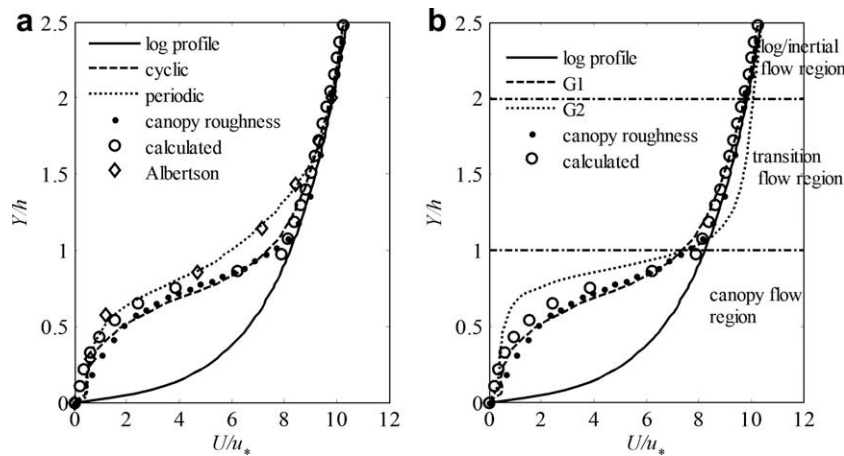 a
2.5
2
1.5
1
0.5
0
Y/h
0
2
4
6
8
10
12
U/u*
log profile
cyclic
periodic
canopy roughness
calculated
Albertson
b
2.5
2
1.5
1
0.5
0
Y/h
0
2
4
6
8
10
12
U/u*
log profile
G1
G2
canopy roughness
calculated
log/inertial
flow region
transition
flow region
canopy flow
region